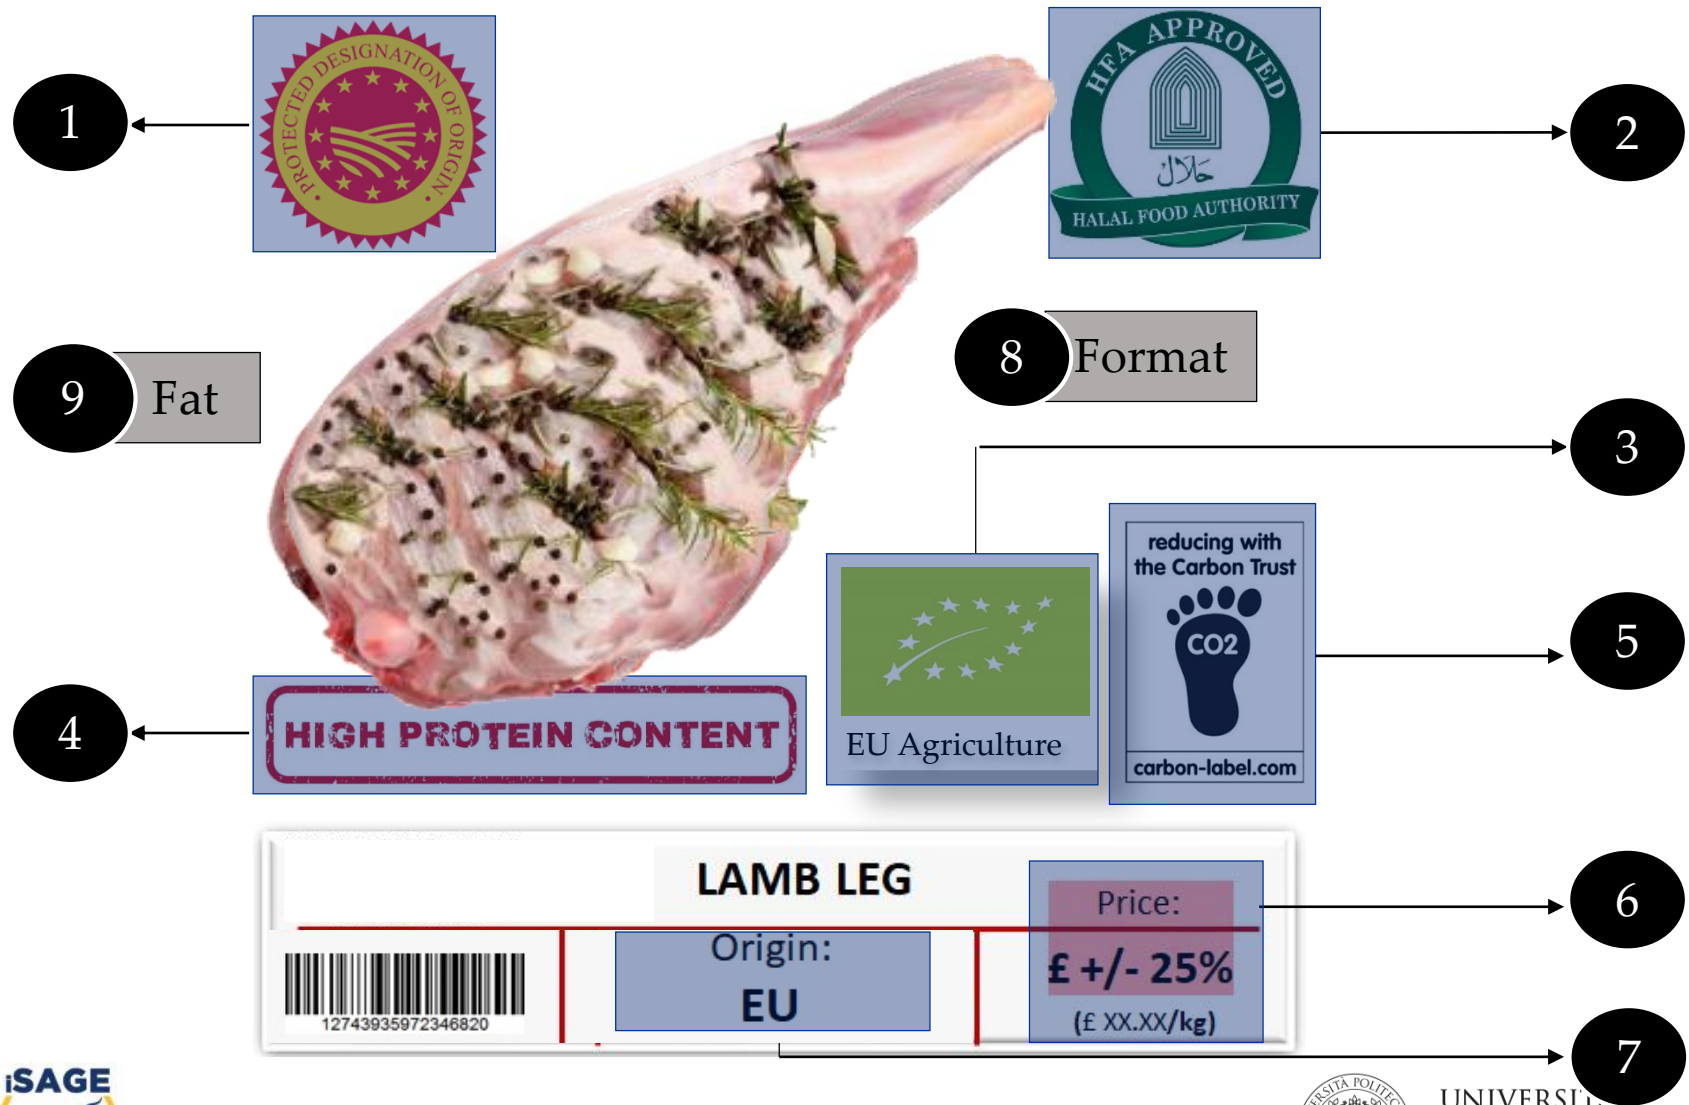 1
PROTECTED DESIGNATION OF ORIGIN
HFA APPROVED
حلال
HALAL FOOD AUTHORITY
2
9 Fat
8 Format
3
reducing with
the Carbon Trust
CO2
carbon-label.com
5
4
HIGH PROTEIN CONTENT
EU Agriculture
LAMB LEG
Price:
£ +/- 25%
(£ XX.XX/kg)
6
Origin:
EU
12743935972346820
7
iSAGE